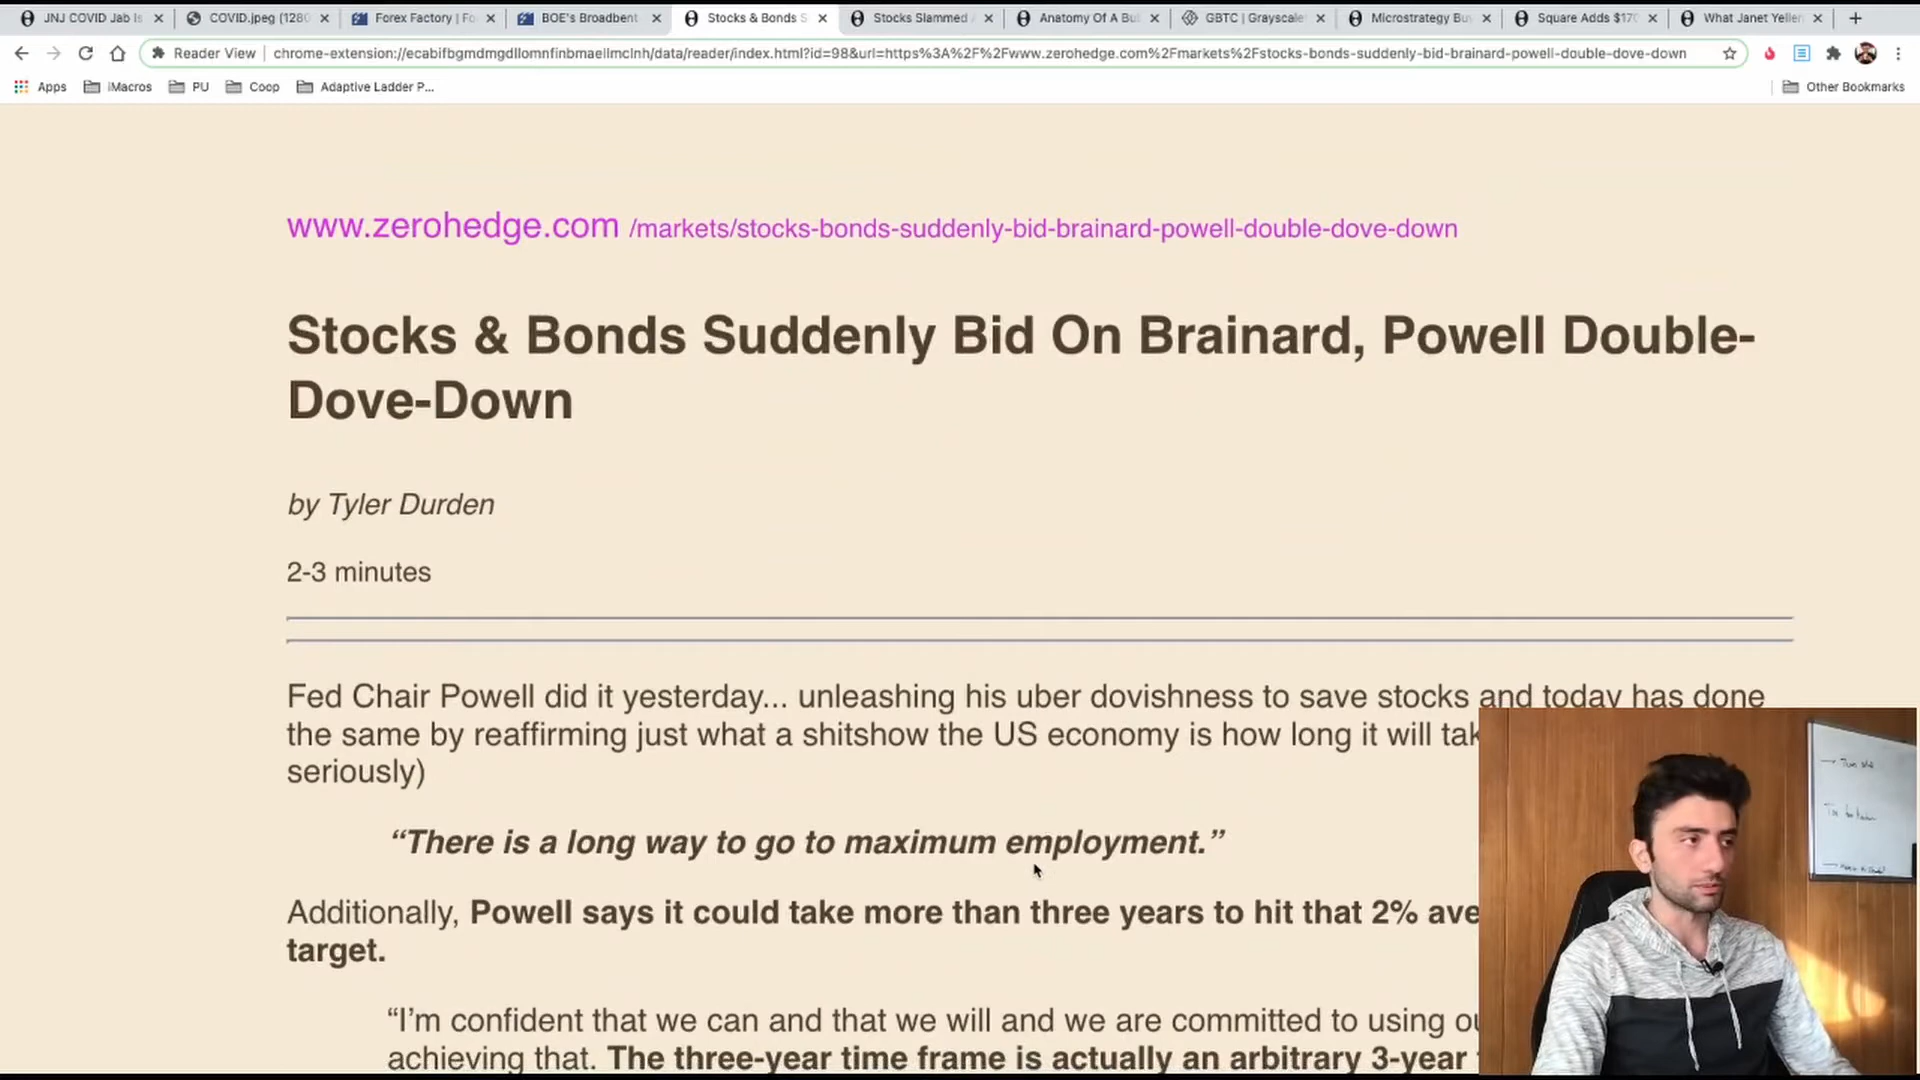 JNJ COVID Jab Is
COVID.jpeg (1280
Forex Factory | Fo
BOE's Broadbent
Stocks & Bonds S
Stocks Slammed
Anatomy Of A Bu
GBTC | Grayscale
Microstrategy Bu
Square Adds $170
What Janet Yellen
Reader View
chrome-extension://ecabifbgmdmgdllomnfinbmaellmclnh/data/reader/index.html?id=98&url=https%3A%2F%2Fwww.zerohedge.com%2Fmarkets%2Fstocks-bonds-suddenly-bid-brainard-powell-double-dove-down
Apps
iMacros
PU
Coop
Adaptive Ladder P...
Other Bookmarks
www.zerohedge.com /markets/stocks-bonds-suddenly-bid-brainard-powell-double-dove-down
Stocks & Bonds Suddenly Bid On Brainard, Powell Double-
Dove-Down
by Tyler Durden
2-3 minutes
Fed Chair Powell did it yesterday... unleashing his uber dovishness to save stocks and today has done
the same by reaffirming just what a shitshow the US economy is how long it will tak
seriously)
“There is a long way to go to maximum employment.”
Additionally, Powell says it could take more than three years to hit that 2% ave
target.
“I’m confident that we can and that we will and we are committed to using ou
achieving that. The three-year time frame is actually an arbitrary 3-year